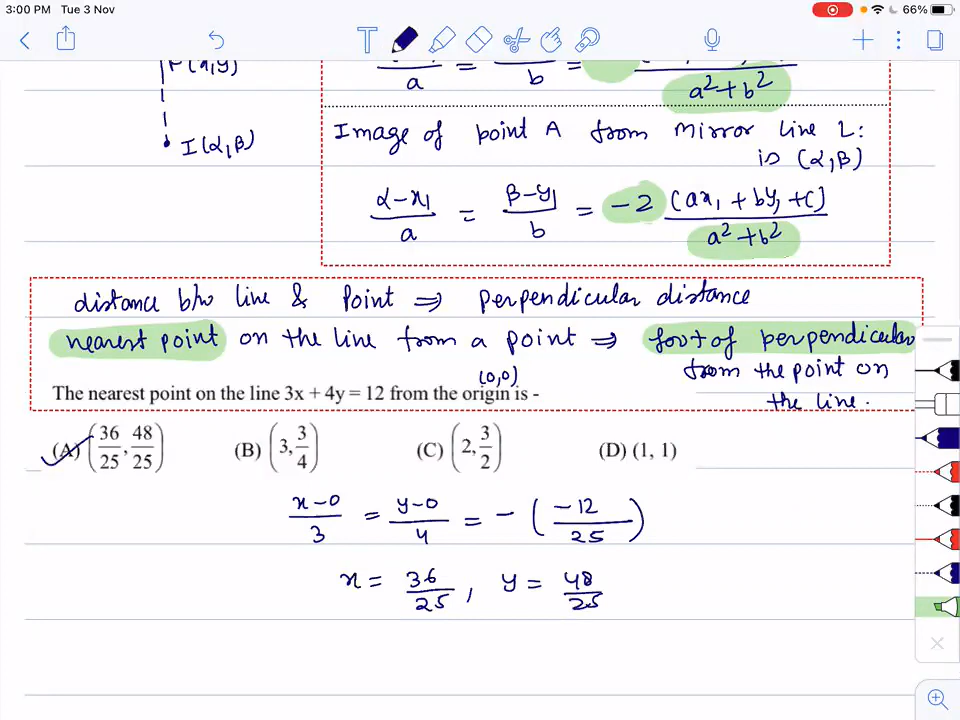 3:00 PM Tue 3 Nov
66%
P(x,y)
a = b = a² + b²
I(α,β)
Image of point A from Mirror line L:
is (α,β)
α-x₁/a = β-y₁/b = -2 (ax₁ + by₁ + c)/a² + b²
distance b/w line & Point ⇒ perpendicular distance
nearest point on the line from a point ⇒ foot of perpendicular
from the point on
the line.
(0,0)
The nearest point on the line 3x + 4y = 12 from the origin is -
(A) (36/25, 48/25) (B) (3, 3/4) (C) (2, 3/2) (D) (1, 1)
x-0/3 = y-0/4 = - (-12/25)
x = 36/25, y = 48/25